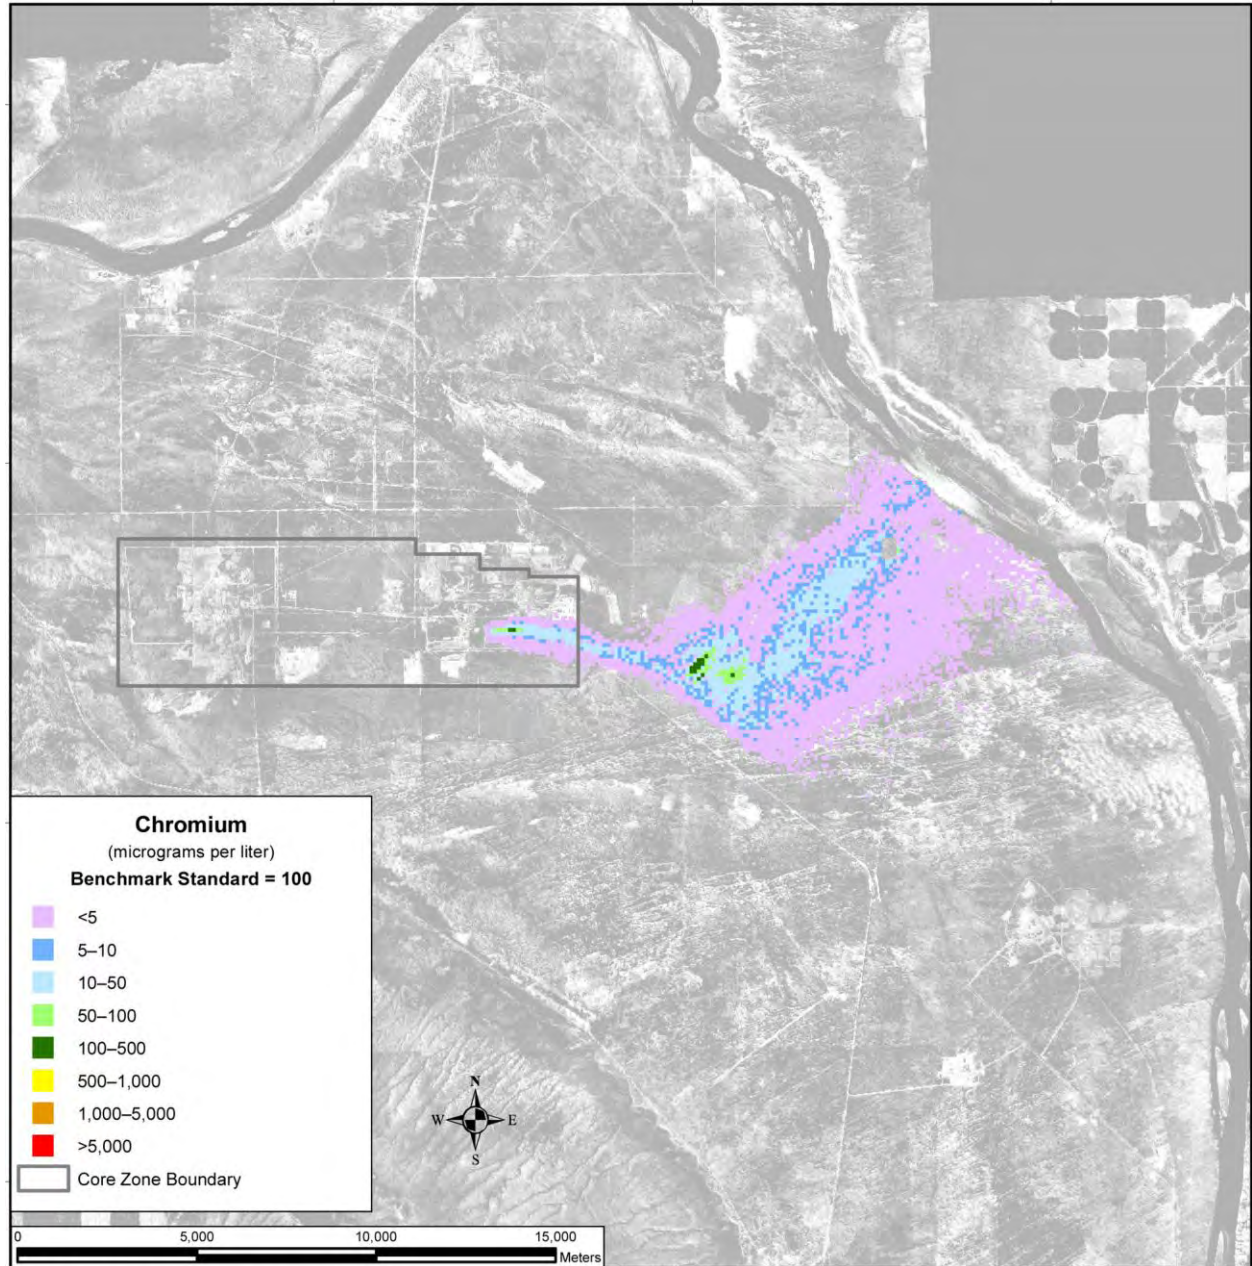 Chromium
(micrograms per liter)
Benchmark Standard = 100
<5
5–10
10–50
50–100
100–500
500–1,000
1,000–5,000
>5,000
Core Zone Boundary
N
W E
S
0 5,000 10,000 15,000
Meters